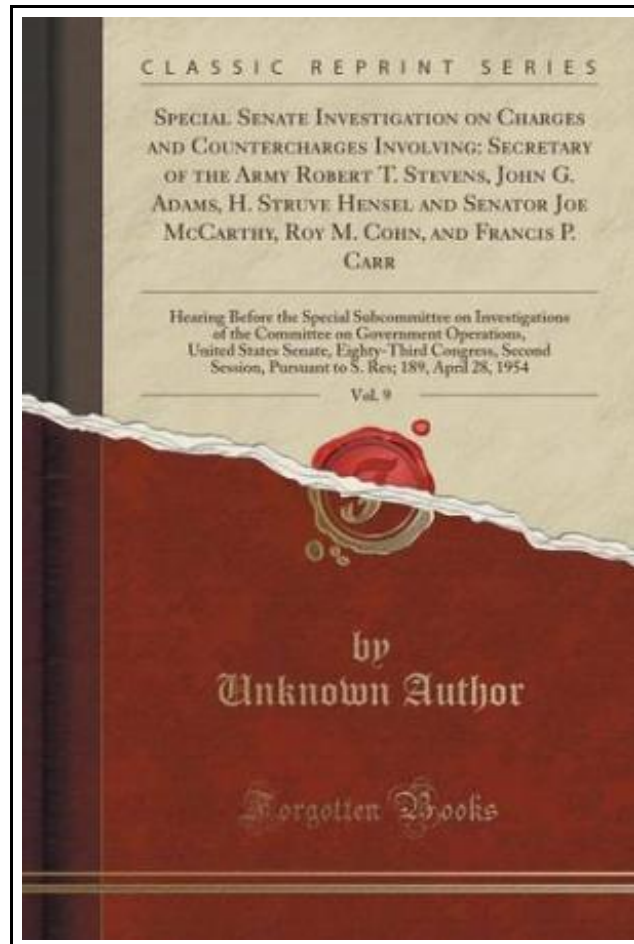 CLASSIC REPRINT SERIES
SPECIAL SENATE INVESTIGATION ON CHARGES
AND COUNTERCHARGES INVOLVING: SECRETARY
OF THE ARMY ROBERT T. STEVENS, JOHN G.
ADAMS, H. STRUVE HENSEL AND SENATOR JOE
MCCARTHY, ROY M. COHN, AND FRANCIS P.
CARR
Hearing Before the Special Subcommittee on Investigations
of the Committee on Government Operations,
United States Senate, Eighty-Third Congress, Second
Session, Pursuant to S. Res; 189, April 28, 1954
Vol. 9
by
Unknown Author
Forgotten Books